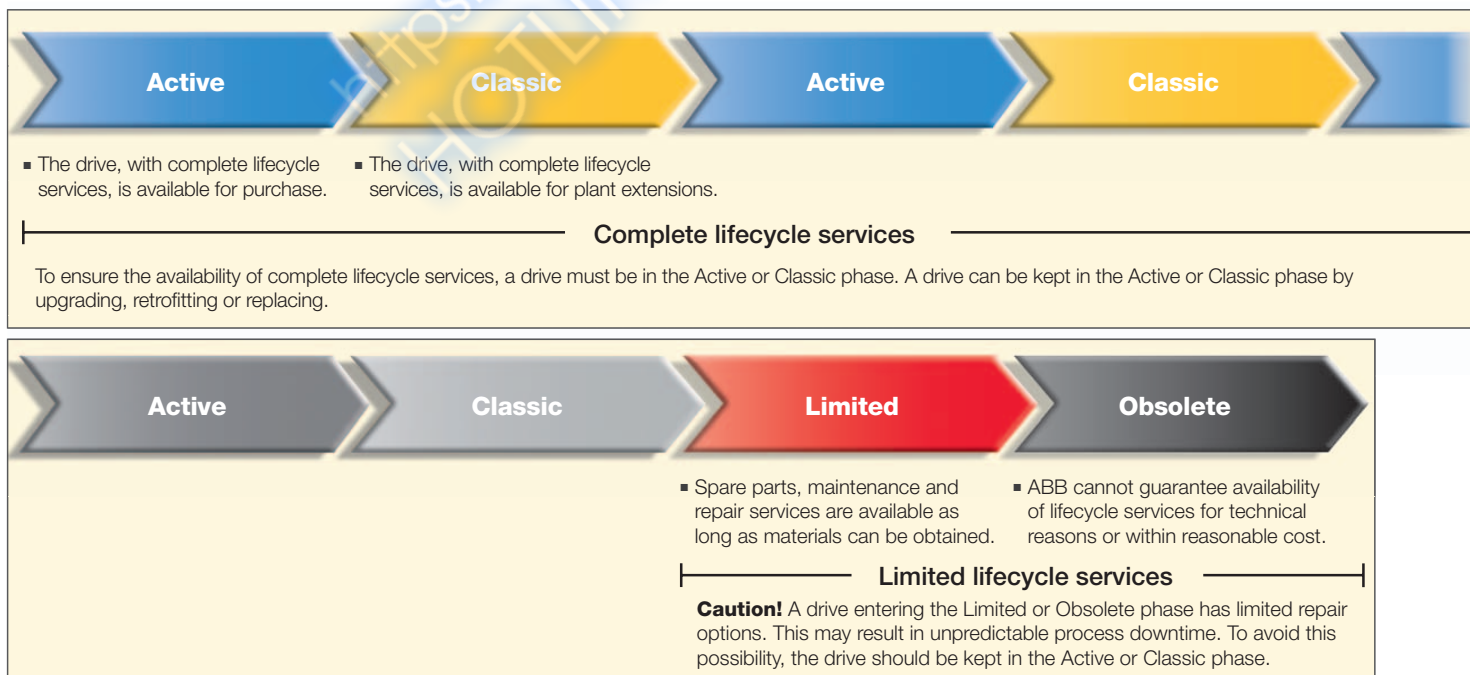 Active
Classic
Active
Classic
▪ The drive, with complete lifecycle
services, is available for purchase.
▪ The drive, with complete lifecycle
services, is available for plant extensions.
Complete lifecycle services
To ensure the availability of complete lifecycle services, a drive must be in the Active or Classic phase. A drive can be kept in the Active or Classic phase by
upgrading, retrofitting or replacing.
Active
Classic
Limited
Obsolete
▪ Spare parts, maintenance and
repair services are available as
long as materials can be obtained.
▪ ABB cannot guarantee availability
of lifecycle services for technical
reasons or within reasonable cost.
Limited lifecycle services
Caution! A drive entering the Limited or Obsolete phase has limited repair
options. This may result in unpredictable process downtime. To avoid this
possibility, the drive should be kept in the Active or Classic phase.